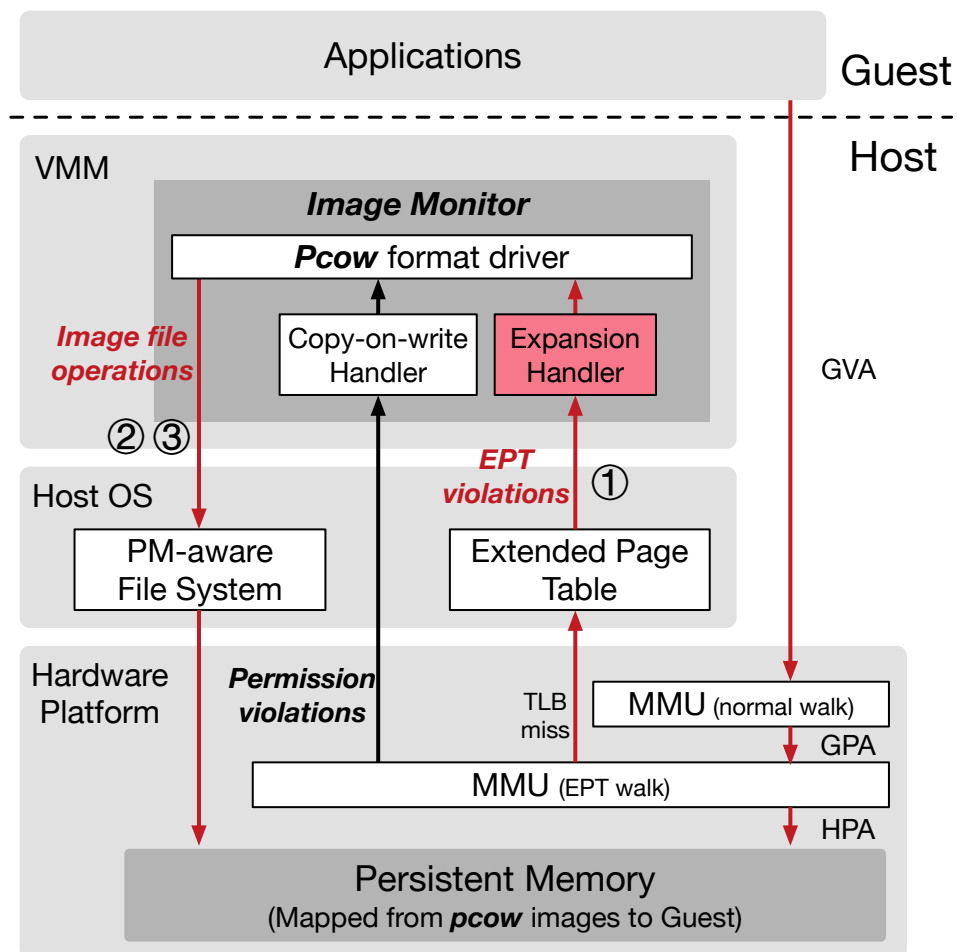 Applications
Guest
Host
VMM
Image Monitor
Pcow format driver
Image file
operations
Copy-on-write
Handler
Expansion
Handler
GVA
② ③
EPT
violations
①
Host OS
PM-aware
File System
Extended Page
Table
Hardware
Platform
Permission
violations
TLB
miss
MMU (normal walk)
GPA
MMU (EPT walk)
HPA
Persistent Memory
(Mapped from pcow images to Guest)